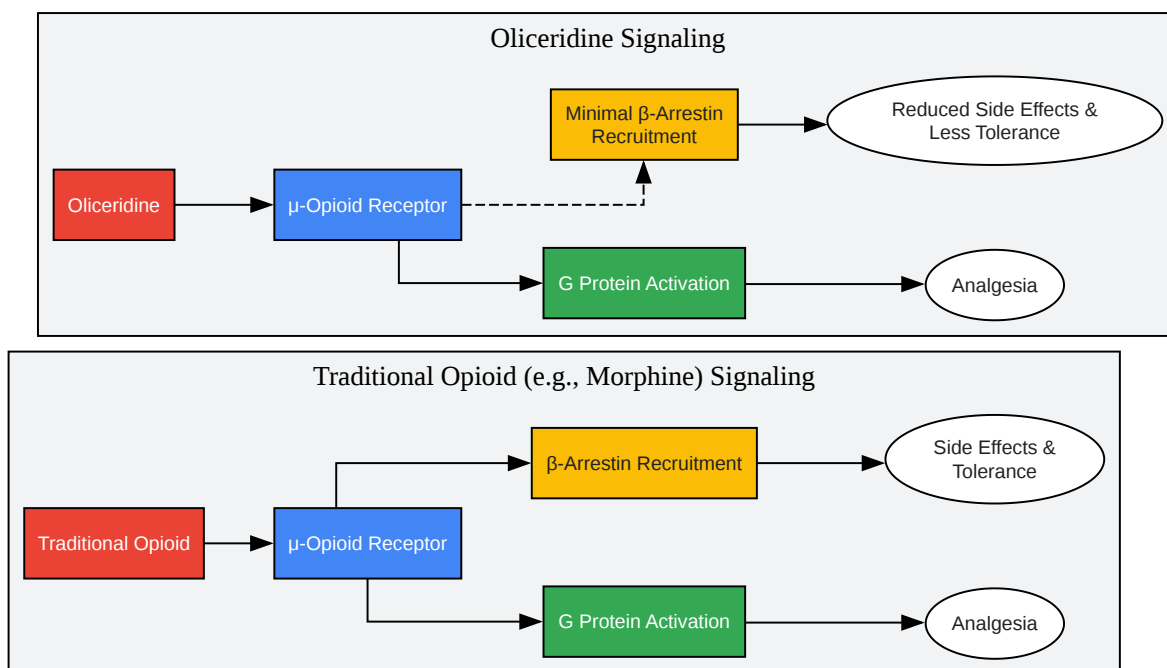 Oliceridine Signaling
Minimal β-Arrestin
Recruitment
Reduced Side Effects &
Less Tolerance
Oliceridine
μ-Opioid Receptor
G Protein Activation
Analgesia
Traditional Opioid (e.g., Morphine) Signaling
β-Arrestin Recruitment
Side Effects &
Tolerance
Traditional Opioid
μ-Opioid Receptor
G Protein Activation
Analgesia